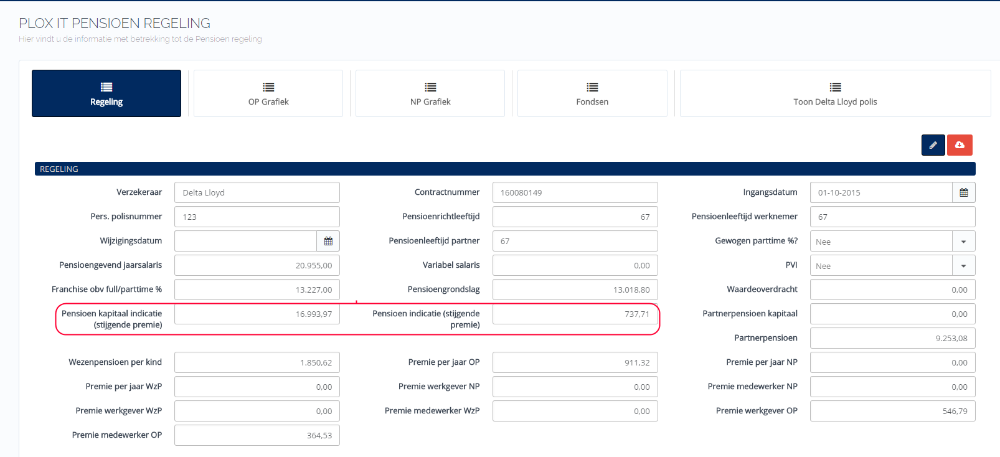 PLOX IT PENSIOEN REGELING
Hier vindt u de informatie met betrekking tot de Pensioen regeling
Regeling
OP Grafiek
NP Grafiek
Fondsen
Toon Delta Lloyd polis
REGELING
Verzekeraar Delta Lloyd Contractnummer 160080149 Ingangsdatum 01-10-2015
Pers. polisnummer 123 Pensioenrichtleeftijd 67 Pensioenleeftijd werknemer 67
Wijzigingsdatum Pensioenleeftijd partner 67 Gewogen parttime %? Nee
Pensioengevend jaarsalaris 20.955,00 Variabel salaris 0,00 PVI Nee
Franchise obv full/parttime % 13.227,00 Pensioengrondslag 13.018,80 Waardeoverdracht 0,00
Pensioen kapitaal indicatie
(stijgende premie)
16.993,97
Pensioen indicatie (stijgende
premie)
737,71
Partnerpensioen kapitaal 0,00
Partnerpensioen 9.253,08
Wezenpensioen per kind 1.850,62 Premie per jaar OP 911,32 Premie per jaar NP 0,00
Premie per jaar WzP 0,00 Premie werkgever NP 0,00 Premie medewerker NP 0,00
Premie werkgever WzP 0,00 Premie medewerker WzP 0,00 Premie werkgever OP 546,79
Premie medewerker OP 364,53